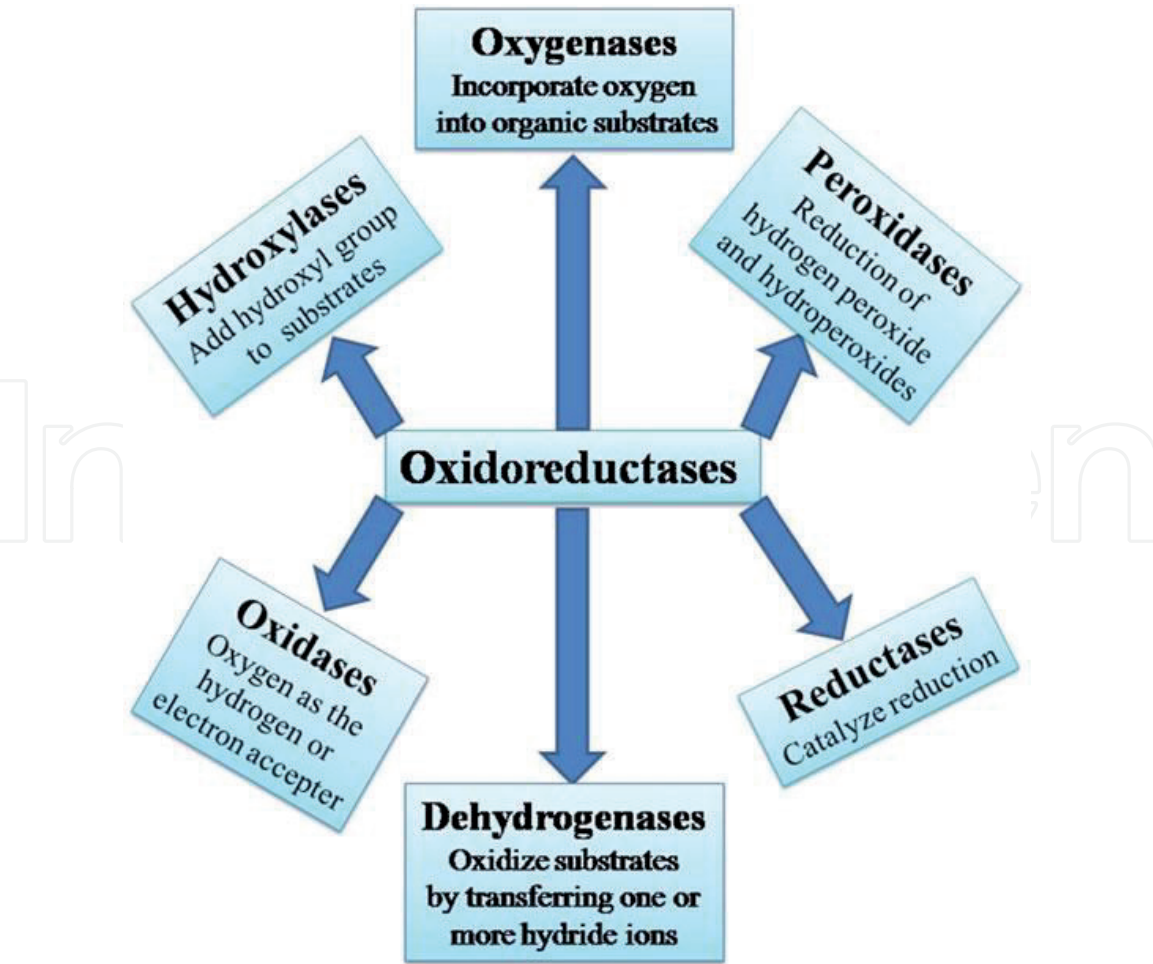 Oxygenases
Incorporate oxygen
into organic substrates
Peroxidases
Reduction of
hydrogen peroxide
and hydroperoxides
Hydroxylases
Add hydroxyl group
to substrates
Oxidoreductases
Oxidases
Oxygen as the
hydrogen or
electron accepter
Reductases
Catalyze reduction
Dehydrogenases
Oxidize substrates
by transferring one or
more hydride ions